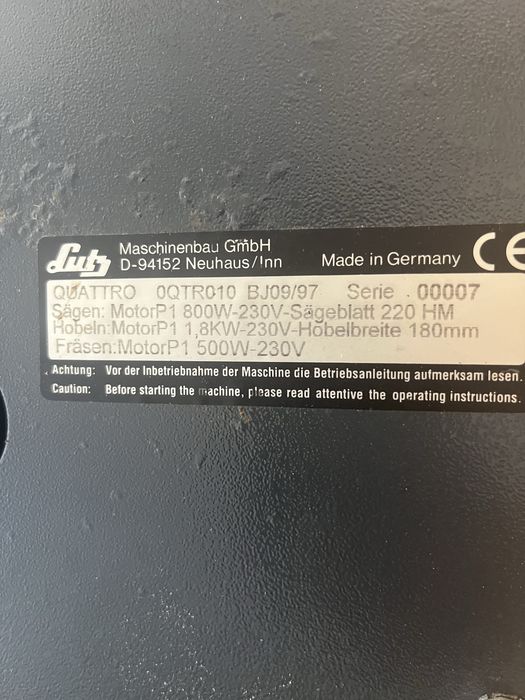 Lutz
Maschinenbau GmbH
D-94152 Neuhaus/Inn
Made in Germany CE
QUATTRO 0QTR010 BJ09/97 Serie . 00007
Sägen: MotorP1 800W-230V-Sägeblatt 220 HM
Hobeln:MotorP1 1,8KW-230V-Hobelbreite 180mm
Fräsen:MotorP1 500W-230V
Achtung: Vor der Inbetriebnahme der Maschine die Betriebsanleitung aufmerksam lesen.
Caution: Before starting the machine, please read attentive the operating instructions.